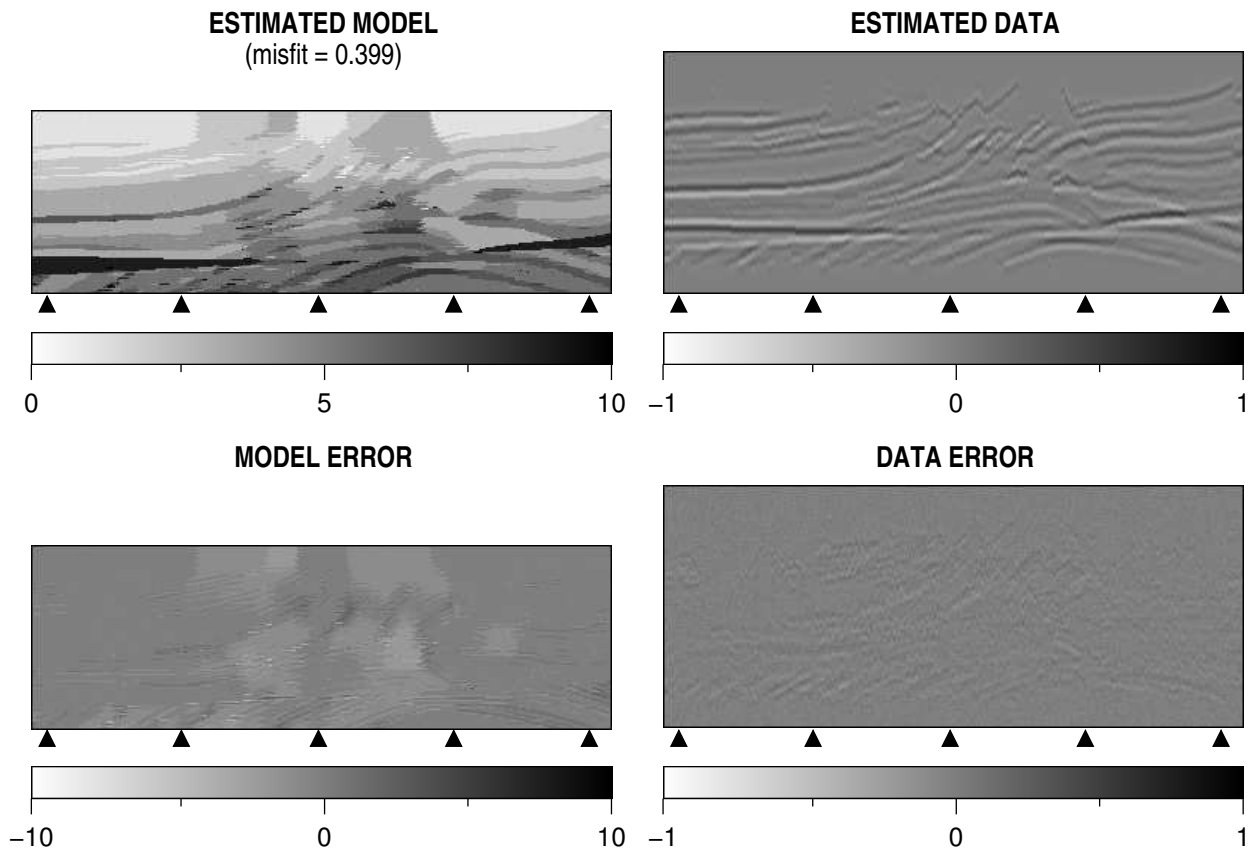 ESTIMATED MODEL
(misfit = 0.399)
ESTIMATED DATA
0 5 10
−1 0 1
MODEL ERROR
DATA ERROR
−10 0 10
−1 0 1